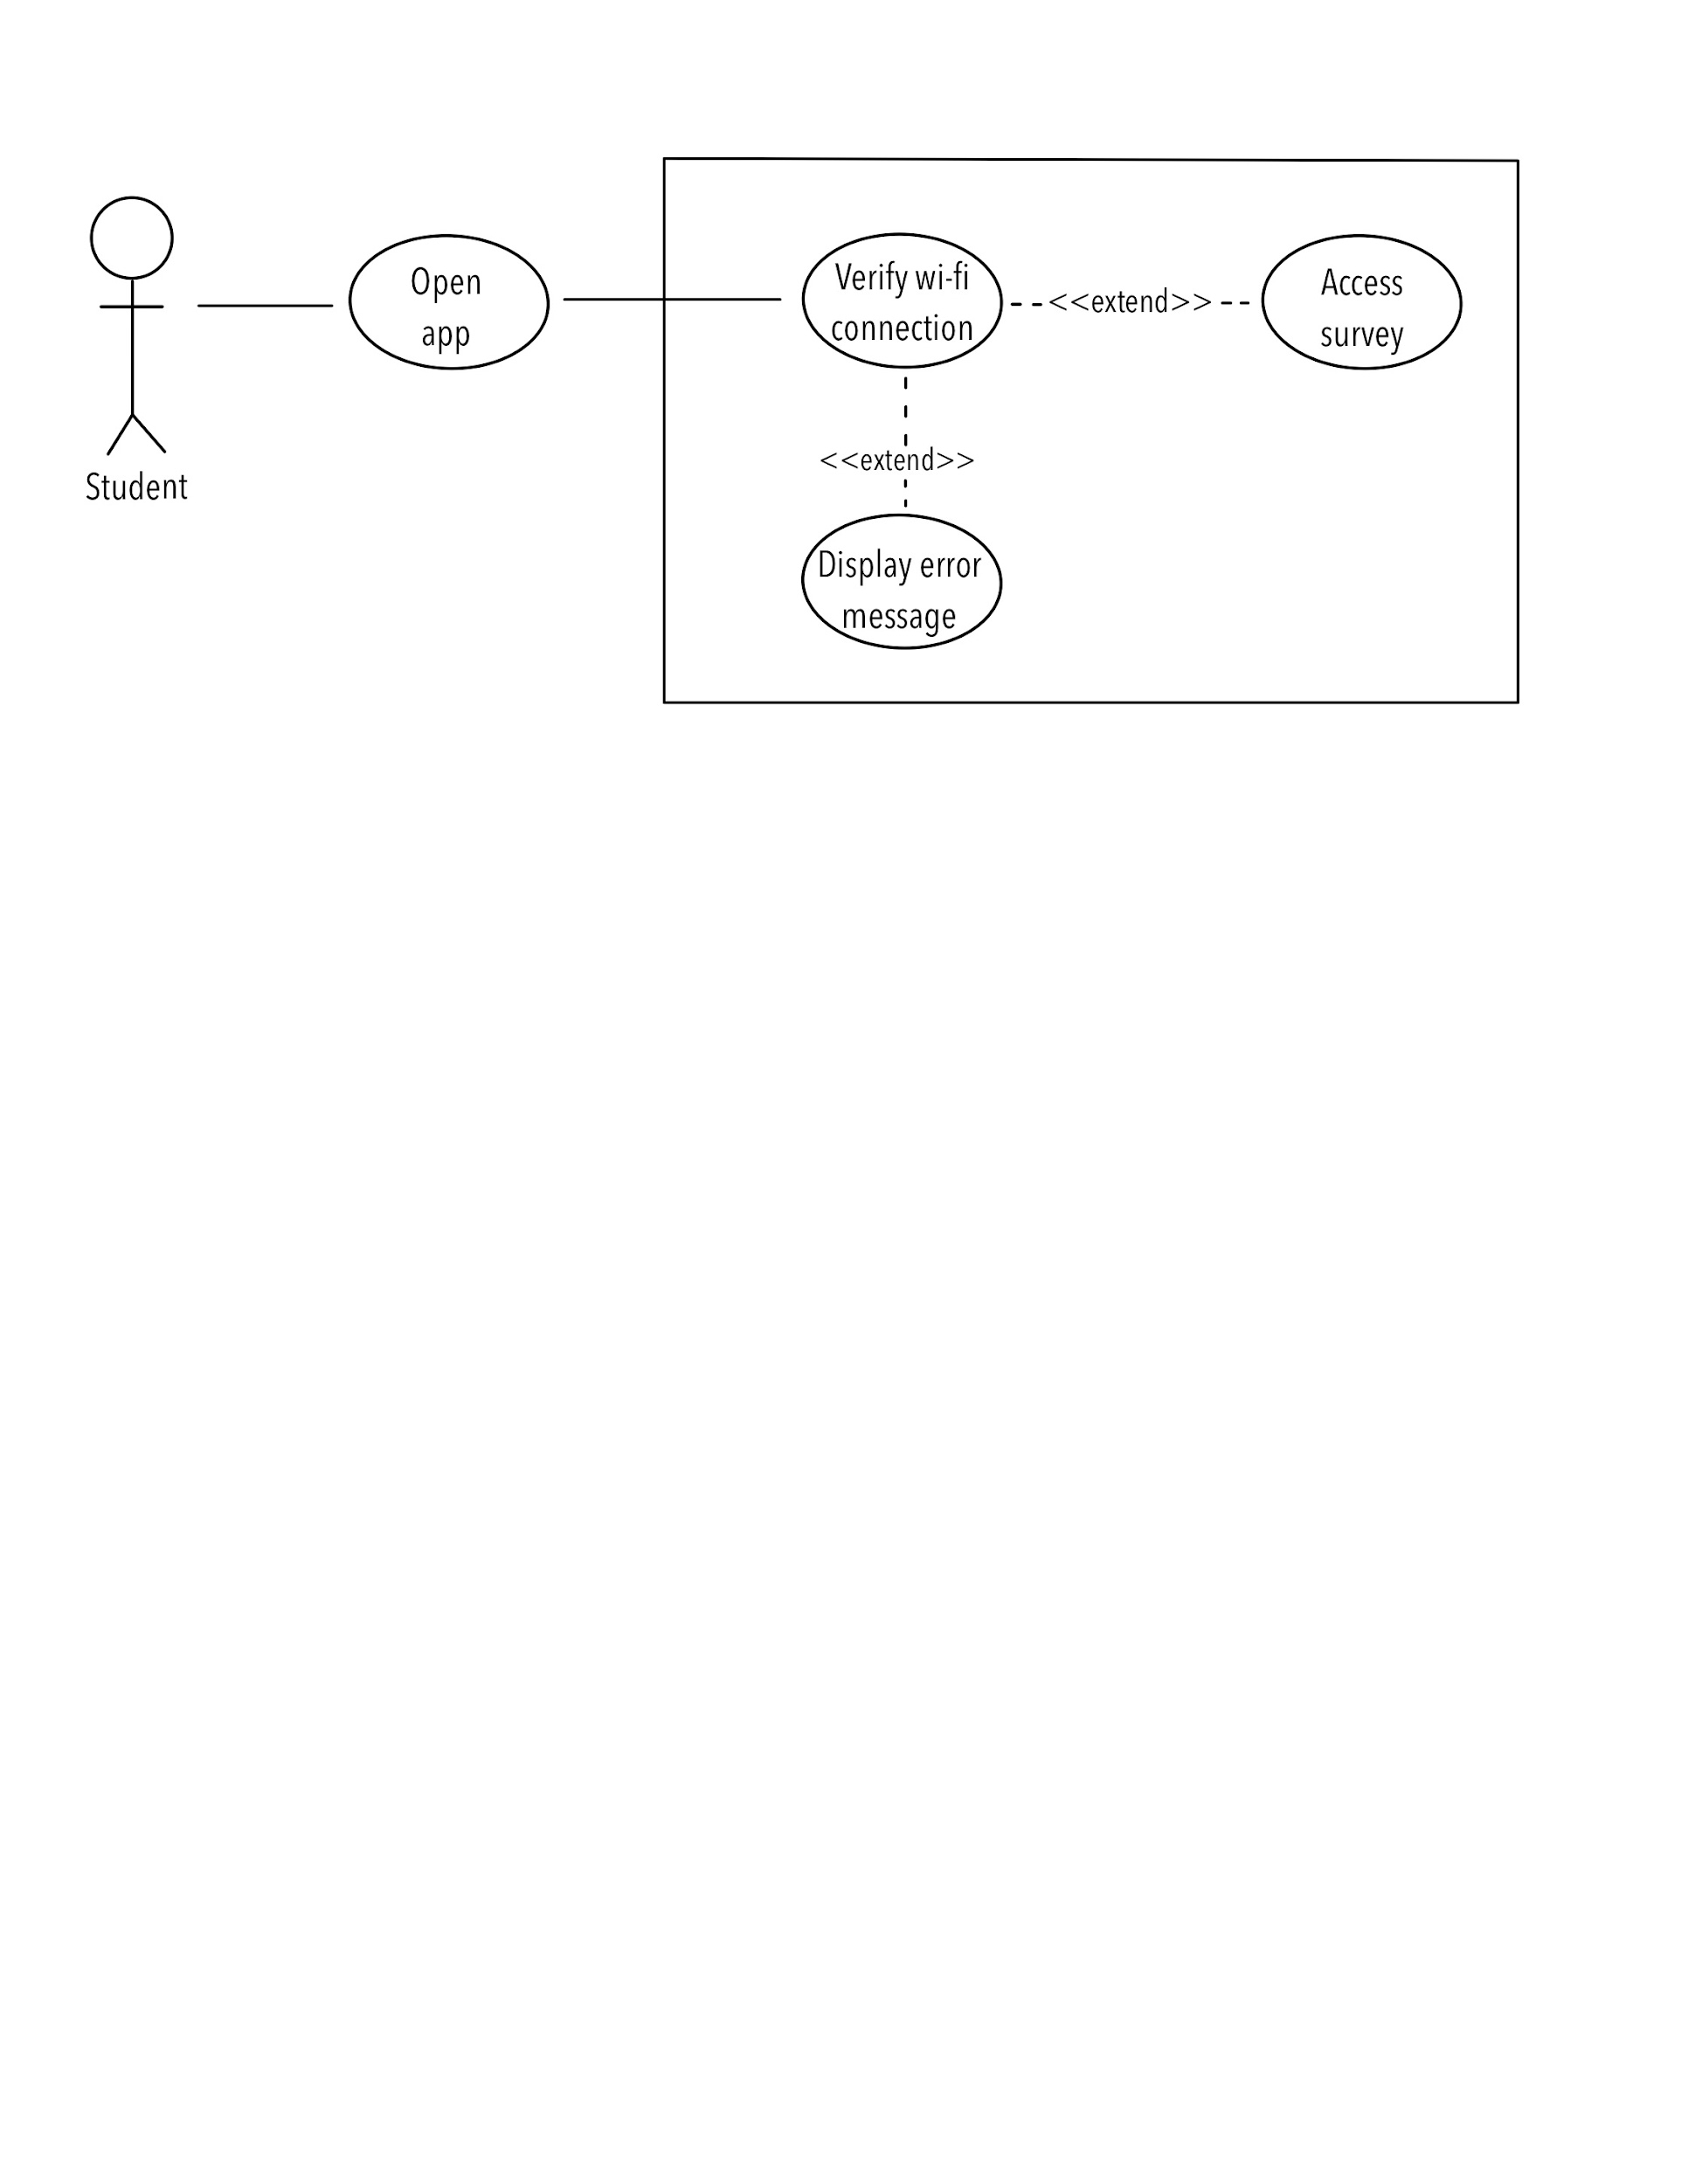 Open
app
Verify wi-fi
connection
<<extend>>
Access
survey
Student
<<extend>>
Display error
message